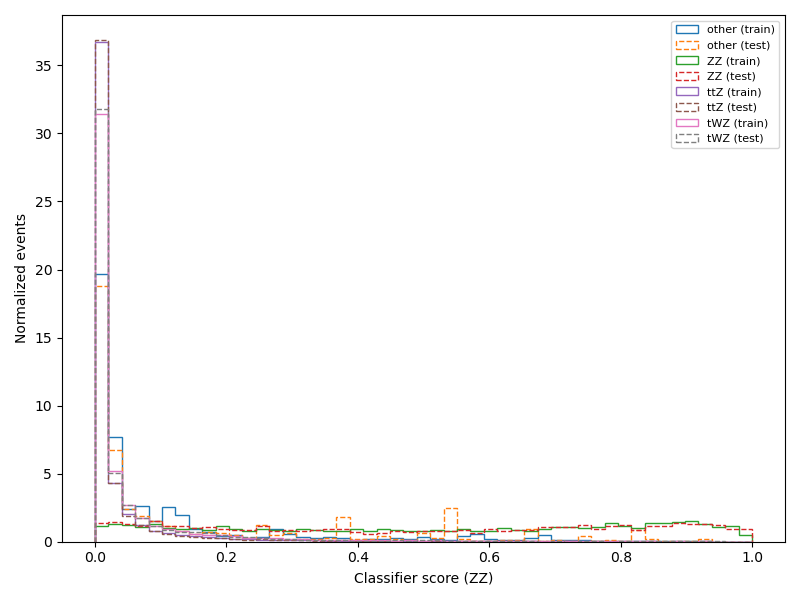 other (train)
other (test)
ZZ (train)
ZZ (test)
ttZ (train)
ttZ (test)
tWZ (train)
tWZ (test)
Normalized events
35
30
25
20
15
10
5
0
0.0 0.2 0.4 0.6 0.8 1.0
Classifier score (ZZ)